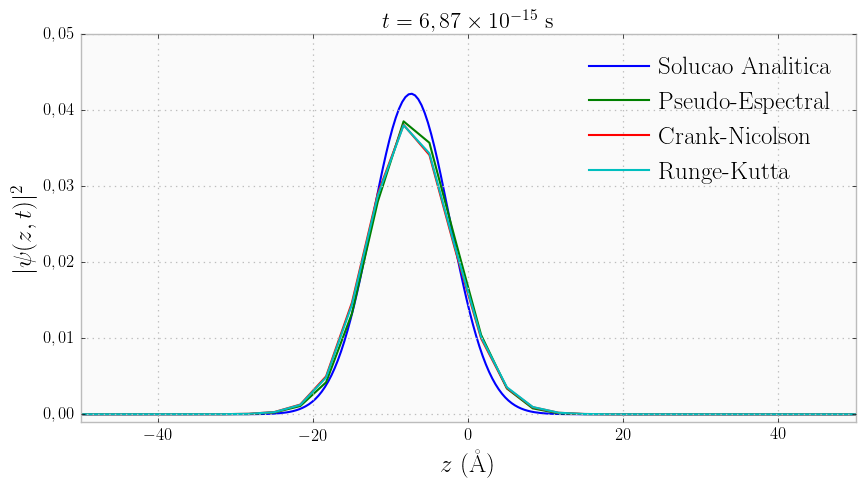 t = 6,87 × 10⁻¹⁵ s
0,05
0,04
0,03
0,02
0,01
0,00
|ψ(z, t)|²
Solucao Analitica
Pseudo-Espectral
Crank-Nicolson
Runge-Kutta
−40 −20 0 20 40
z (Å)